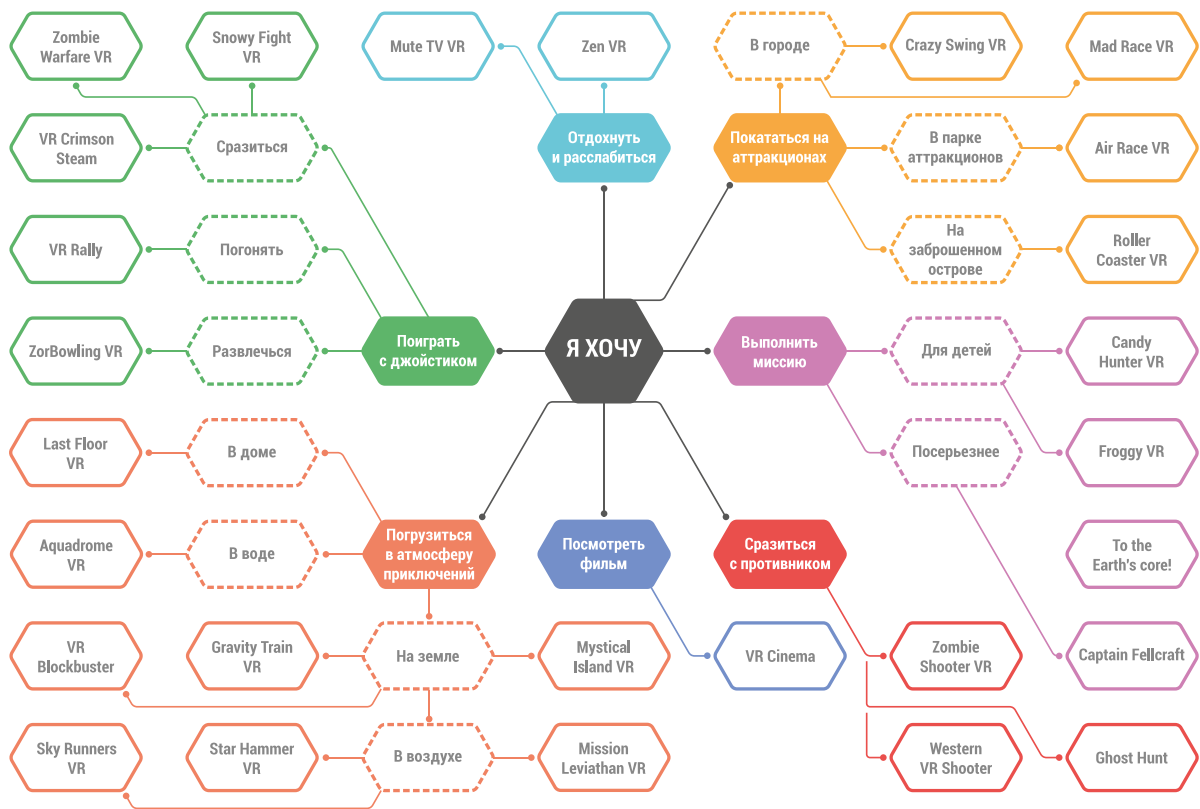 Zombie
Warfare VR
Snowy Fight
VR
Mute TV VR
Zen VR
В городе
Crazy Swing VR
Mad Race VR
VR Crimson
Steam
Сразиться
Отдохнуть
и расслабиться
Покататься на
аттракционах
В парке
аттракционов
Air Race VR
VR Rally
Погонять
На
заброшенном
острове
Roller
Coaster VR
ZorBowling VR
Развлечься
Поиграть
с джойстиком
Я ХОЧУ
Выполнить
миссию
Для детей
Candy
Hunter VR
Last Floor
VR
В доме
Посерьезнее
Froggy VR
Aquadrome
VR
В воде
Погрузиться
в атмосферу
приключений
Посмотреть
фильм
Сразиться
с противником
To the
Earth's core!
VR
Blockbuster
Gravity Train
VR
На земле
Mystical
Island VR
VR Cinema
Zombie
Shooter VR
Captain Fellcraft
Sky Runners
VR
Star Hammer
VR
В воздухе
Mission
Leviathan VR
Western
VR Shooter
Ghost Hunt